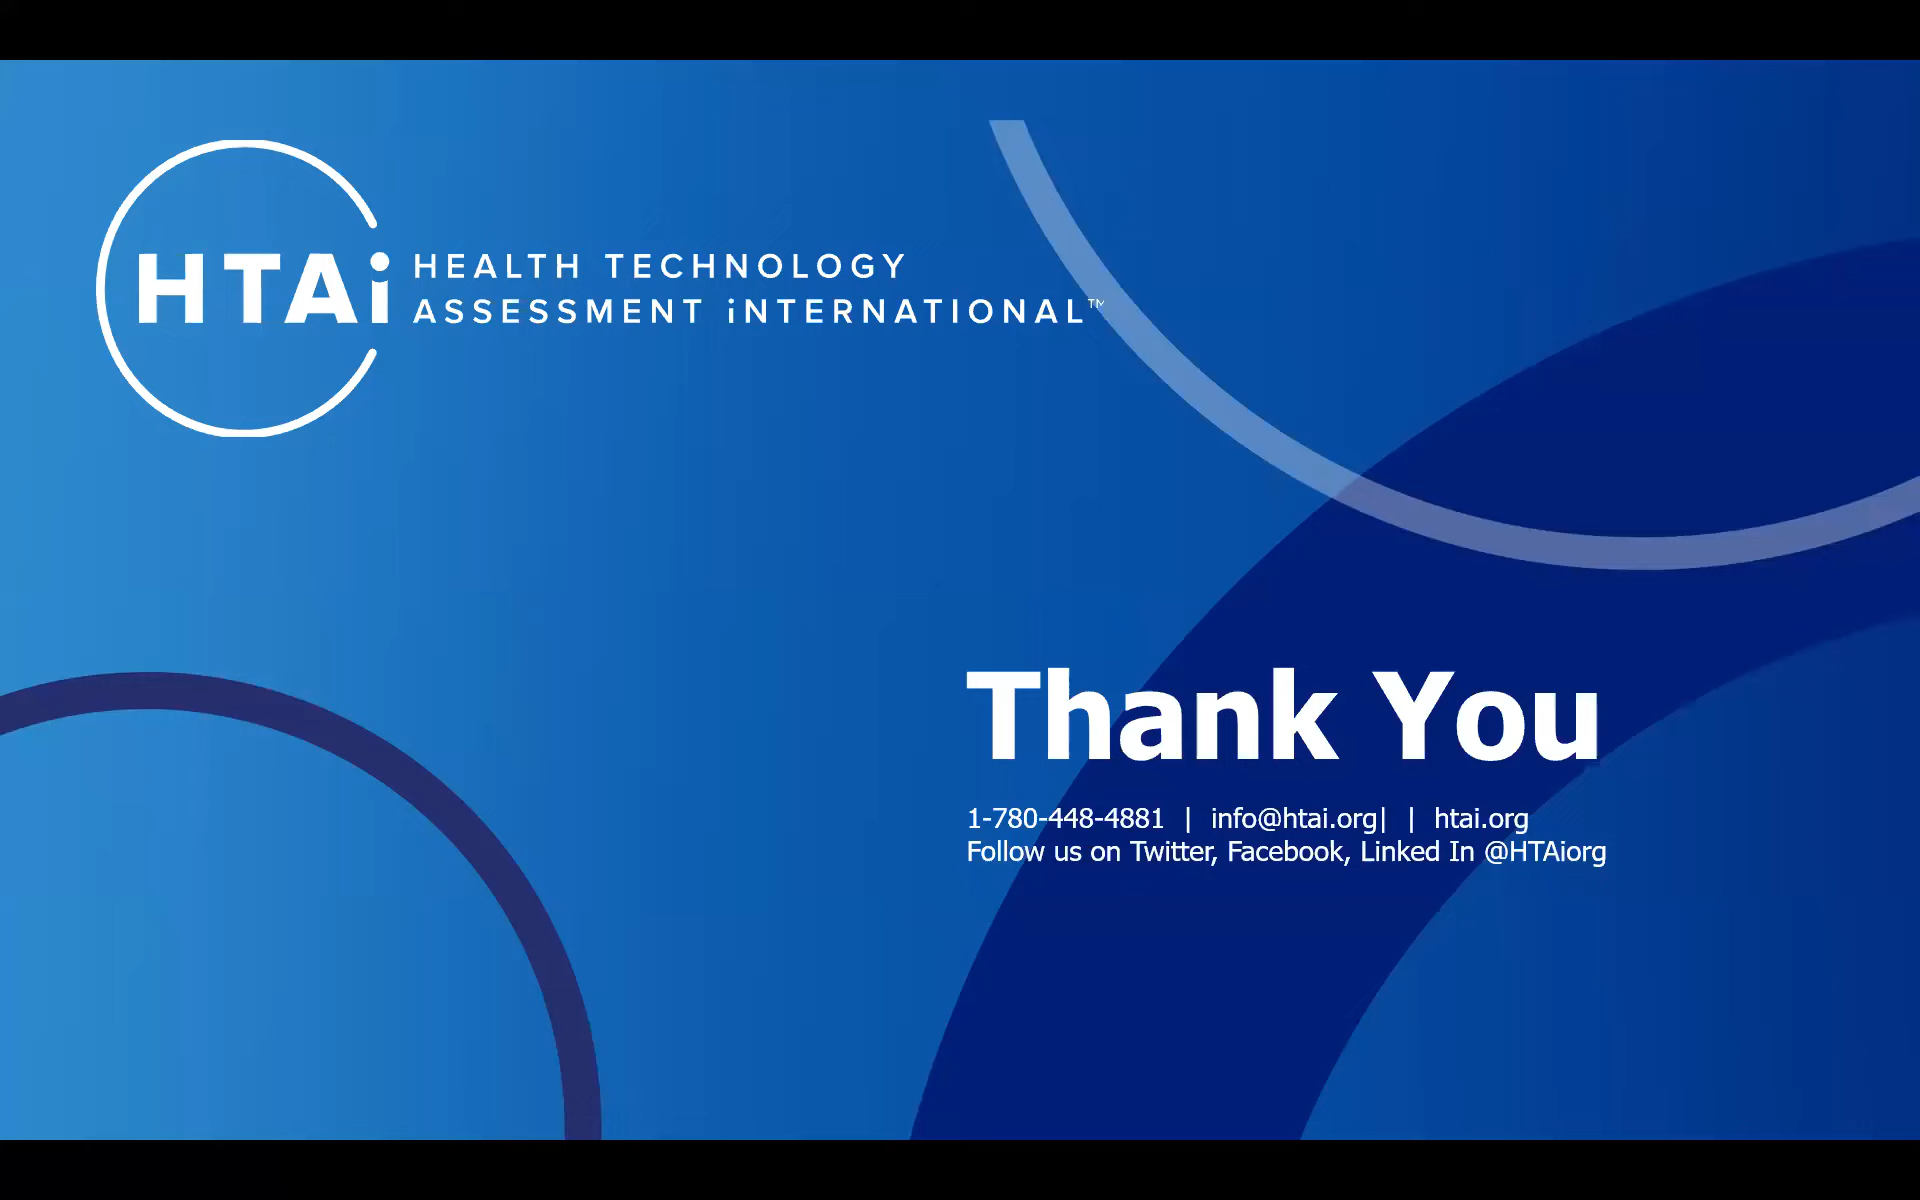 HTAi
HEALTH TECHNOLOGY
ASSESSMENT iNTERNATIONAL™
Thank You
1-780-448-4881 | info@htai.org| | htai.org
Follow us on Twitter, Facebook, Linked In @HTAiorg